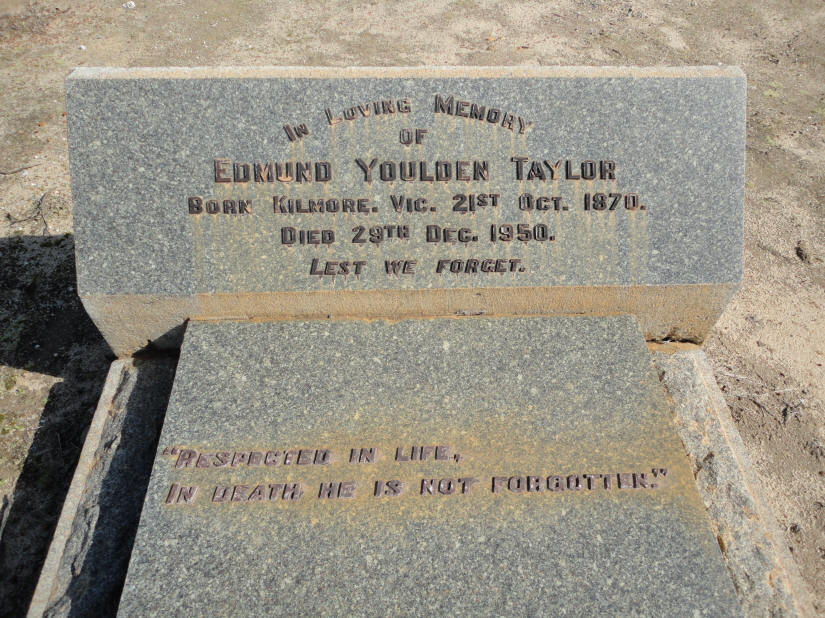 IN LOVING MEMORY
OF
EDMUND YOULDEN TAYLOR
BORN KILMORE. VIC. 21ST OCT. 1870.
DIED 29TH DEC. 1950.
LEST WE FORGET.
"RESPECTED IN LIFE,
IN DEATH, HE IS NOT FORGOTTEN."